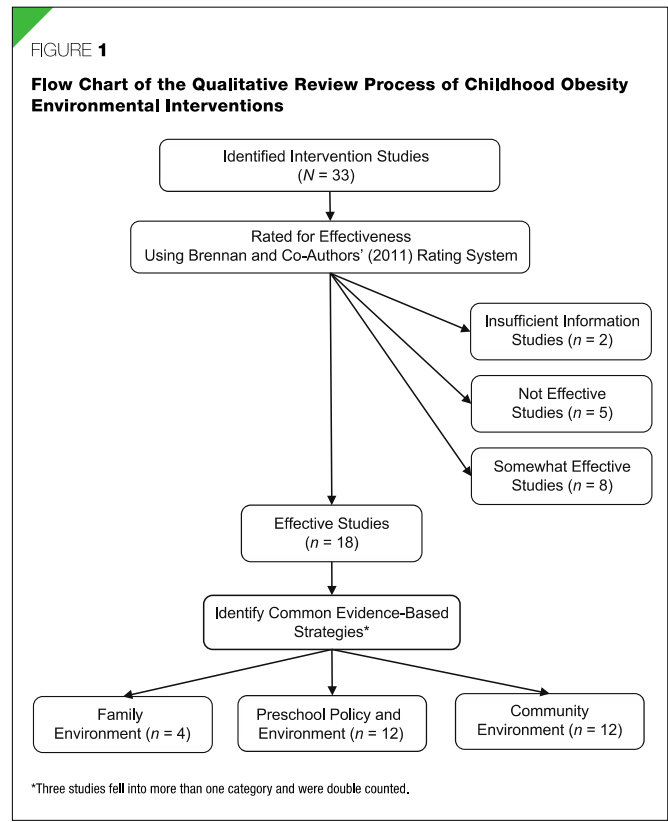 FIGURE 1
Flow Chart of the Qualitative Review Process of Childhood Obesity
Environmental Interventions
Identified Intervention Studies
(N = 33)
Rated for Effectiveness
Using Brennan and Co-Authors’ (2011) Rating System
Insufficient Information
Studies (n = 2)
Not Effective
Studies (n = 5)
Somewhat Effective
Studies (n = 8)
Effective Studies
(n = 18)
Identify Common Evidence-Based
Strategies*
Family
Environment (n = 4)
Preschool Policy and
Environment (n = 12)
Community
Environment (n = 12)
*Three studies fell into more than one category and were double counted.